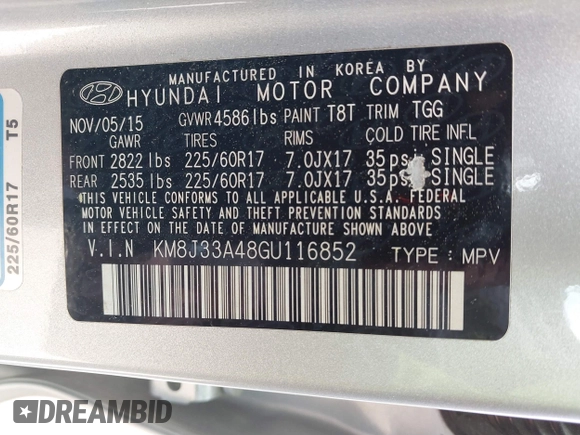 MANUFACTURED IN KOREA BY
HYUNDAI MOTOR COMPANY
NOV/05/15 GVWR 4586 lbs PAINT T8T TRIM TGG
GAWR TIRES RIMS COLD TIRE INFL
FRONT 2822 lbs 225/60R17 7.0JX17 35 psi SINGLE
REAR 2535 lbs 225/60R17 7.0JX17 35 psi SINGLE
*THIS VEHICLE CONFORMS TO ALL APPLICABLE U.S.A. FEDERAL
MOTOR VEHICLE SAFETY AND THEFT PREVENTION STANDARDS
IN EFFECT ON THE DATE OF MANUFACTURE SHOWN ABOVE.
V.I.N KM8J33A48GU116852 TYPE : MPV
225/60R17 T5
DREAMBID